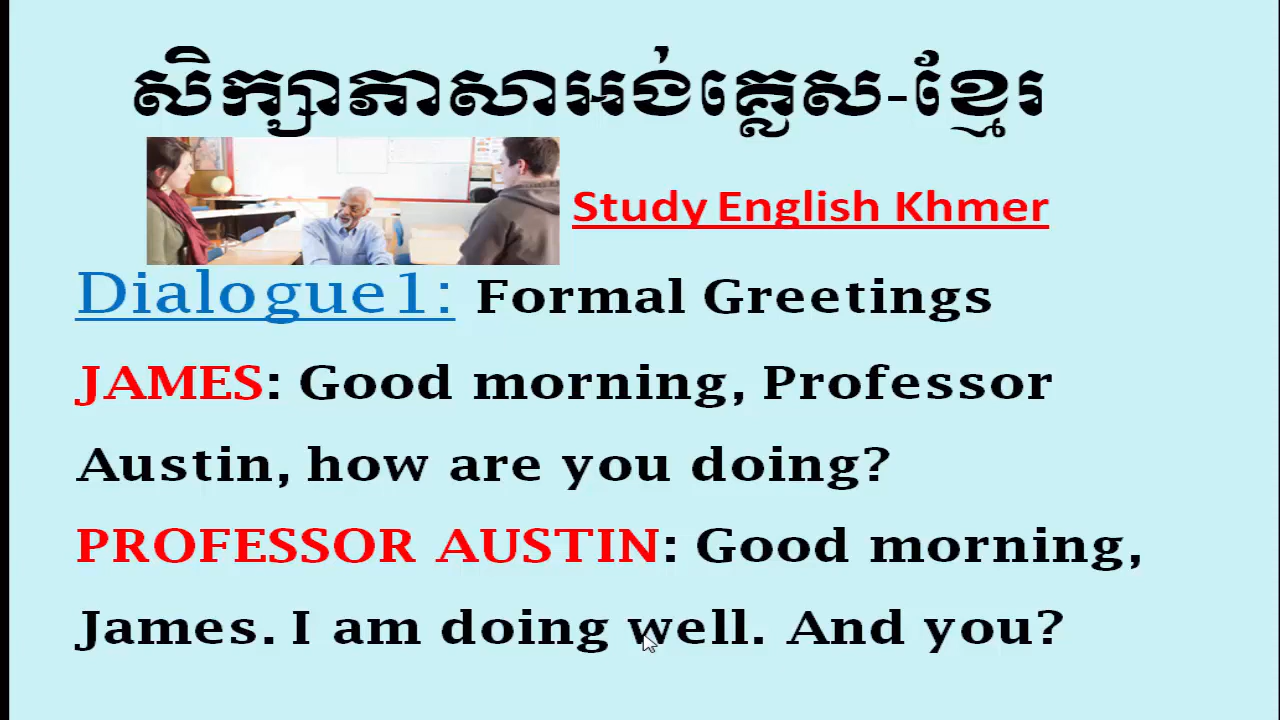 សិក្សាភាសាអង់គ្លេស-ខ្មែរ
Study English Khmer
Dialogue1: Formal Greetings
JAMES: Good morning, Professor
Austin, how are you doing?
PROFESSOR AUSTIN: Good morning,
James. I am doing well. And you?